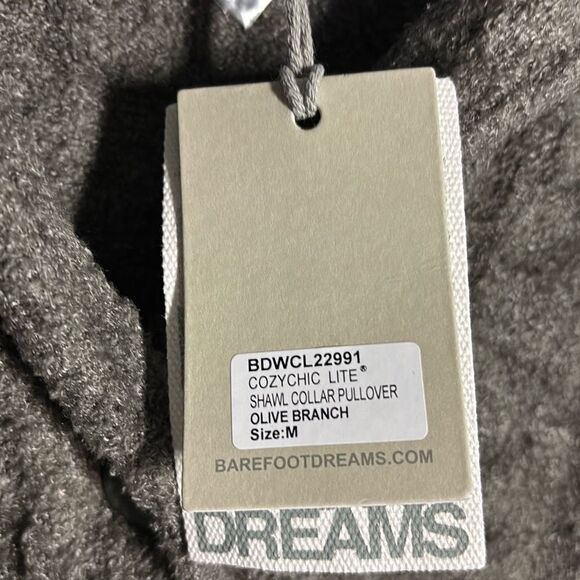 BDWCL22991
COZYCHIC LITE®
SHAWL COLLAR PULLOVER
OLIVE BRANCH
Size:M
BAREFOOTDREAMS.COM
DREAMS